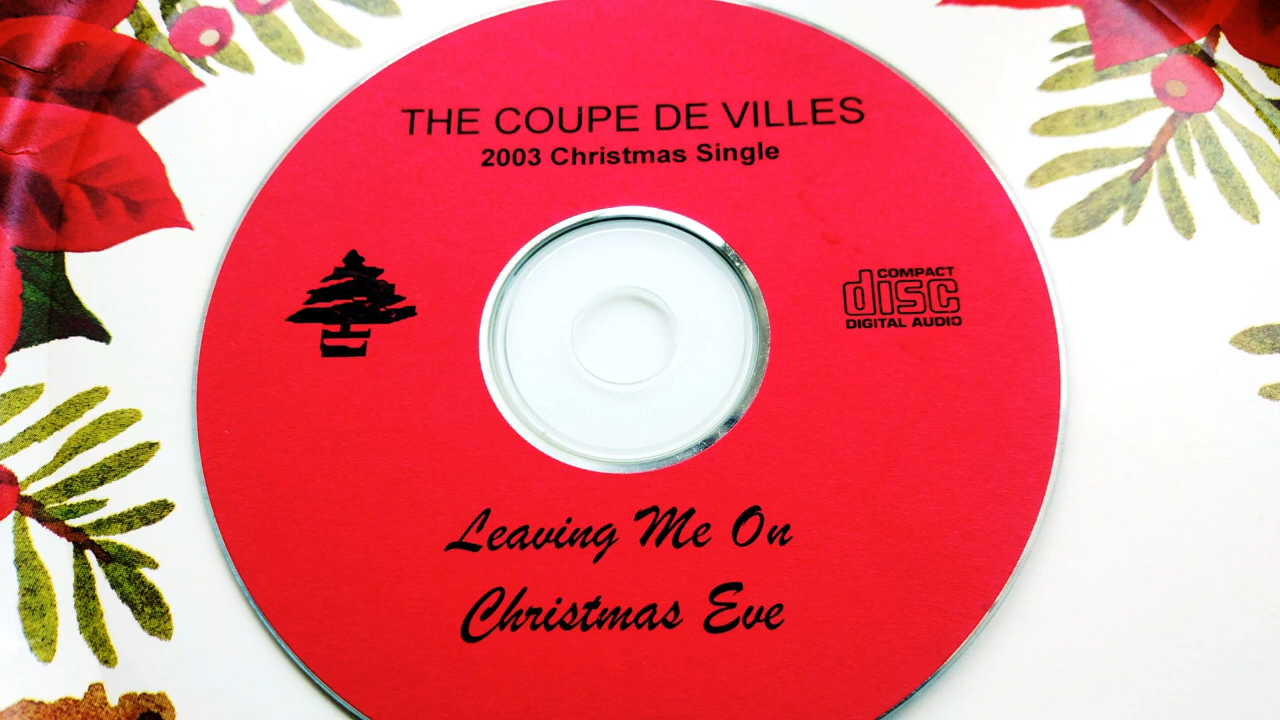 THE COUPE DE VILLES
2003 Christmas Single
COMPACT
disc
DIGITAL AUDIO
Leaving Me On
Christmas Eve